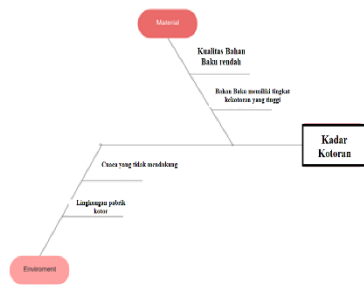 Material
Kualitas Bahan
Baku rendah
Bahan Baku memiliki tingkat
kekotoran yang tinggi
Kadar
Kotoran
Cuaca yang tidak mendukung
Lingkungan pabrik
kotor
Enviroment